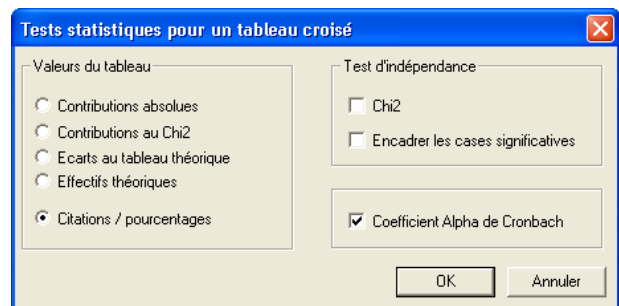 Tests statistiques pour un tableau croisé
Valeurs du tableau
Contributions absolues
Contributions au Chi2
Ecarts au tableau théorique
Effectifs théoriques
Citations / pourcentages
Test d'indépendance
Chi2
Encadrer les cases significatives
Coefficient Alpha de Cronbach
OK
Annuler